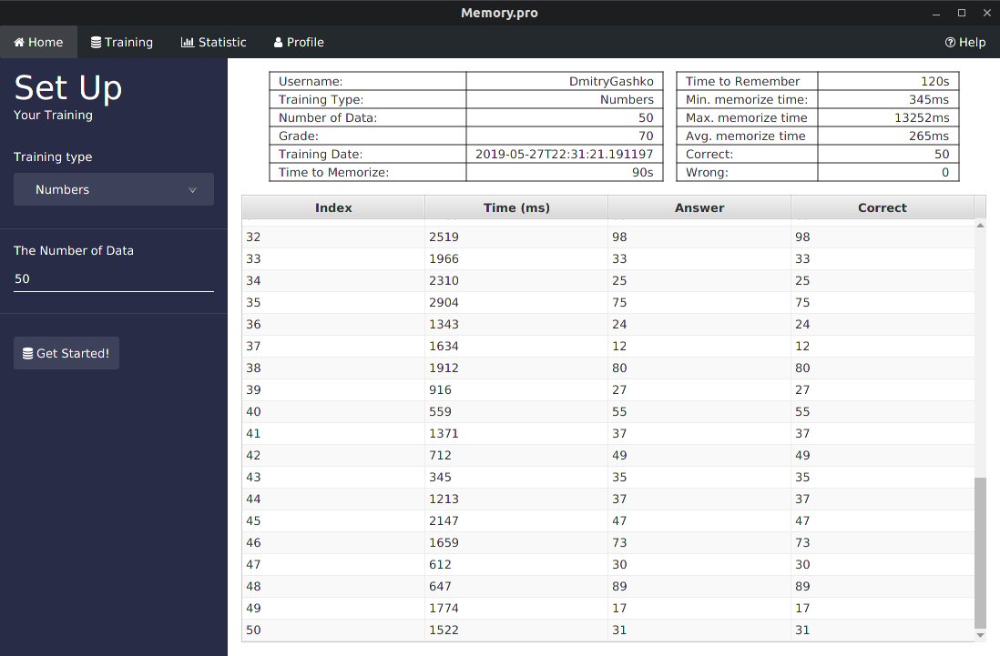 Memory.pro
Home Training Statistic Profile Help
Set Up
Your Training
Training type
Numbers
The Number of Data
50
Get Started!
Username: DmitryGashko
Training Type: Numbers
Number of Data: 50
Grade: 70
Training Date: 2019-05-27T22:31:21.191197
Time to Memorize: 90s
Time to Remember 120s
Min. memorize time: 345ms
Max. memorize time 13252ms
Avg. memorize time 265ms
Correct: 50
Wrong: 0
Index Time (ms) Answer Correct
32 2519 98 98
33 1966 33 33
34 2310 25 25
35 2904 75 75
36 1343 24 24
37 1634 12 12
38 1912 80 80
39 916 27 27
40 559 55 55
41 1371 37 37
42 712 49 49
43 345 35 35
44 1213 37 37
45 2147 47 47
46 1659 73 73
47 612 30 30
48 647 89 89
49 1774 17 17
50 1522 31 31